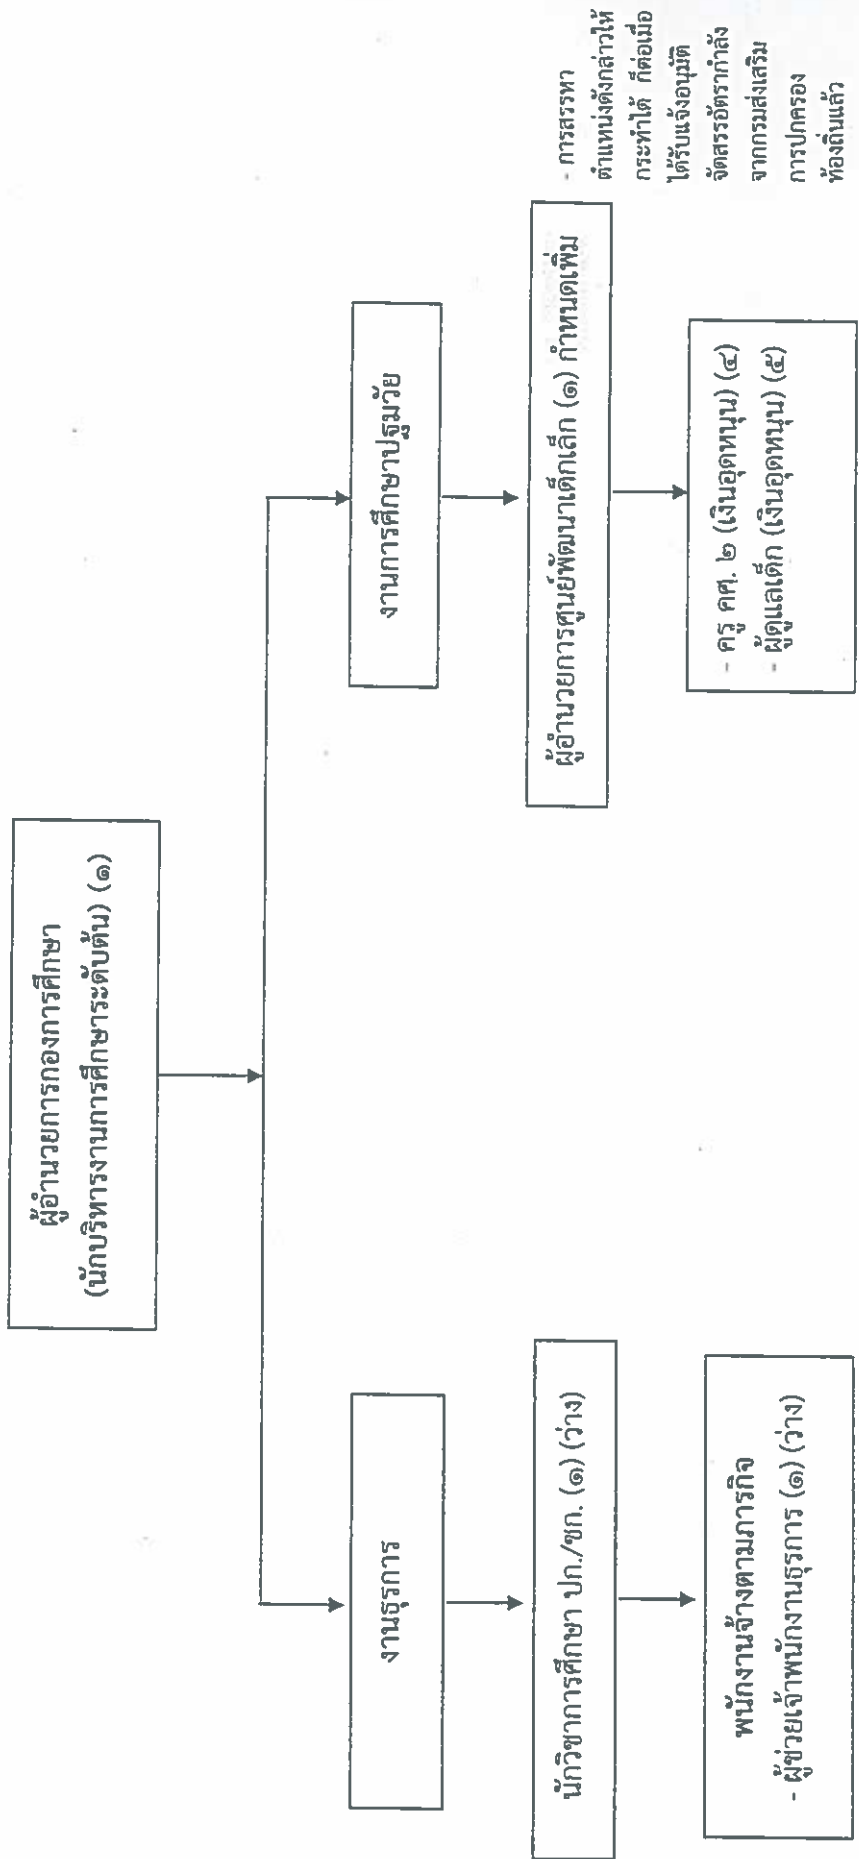 ผู้อำนวยการกองการศึกษา
(นักบริหารงานการศึกษาระดับต้น) (๑)
งานธุรการ
นักวิชาการศึกษา ปก./ชก. (๑) (ว่าง)
พนักงานจ้างตามภารกิจ
- ผู้ช่วยเจ้าพนักงานธุรการ (๑) (ว่าง)
งานการศึกษาปฐมวัย
ผู้อำนวยการศูนย์พัฒนาเด็กเล็ก (๑) กำหนดเพิ่ม
- ครู คศ. ๒ (เงินอุดหนุน) (๔)
- ผู้ดูแลเด็ก (เงินอุดหนุน) (๕)
- การสรรหา
ตำแหน่งดังกล่าวให้
กระทำได้ ก็ต่อเมื่อ
ได้รับแจ้งอนุมัติ
จัดสรรอัตรากำลัง
จากกรมส่งเสริม
การปกครอง
ท้องถิ่นแล้ว